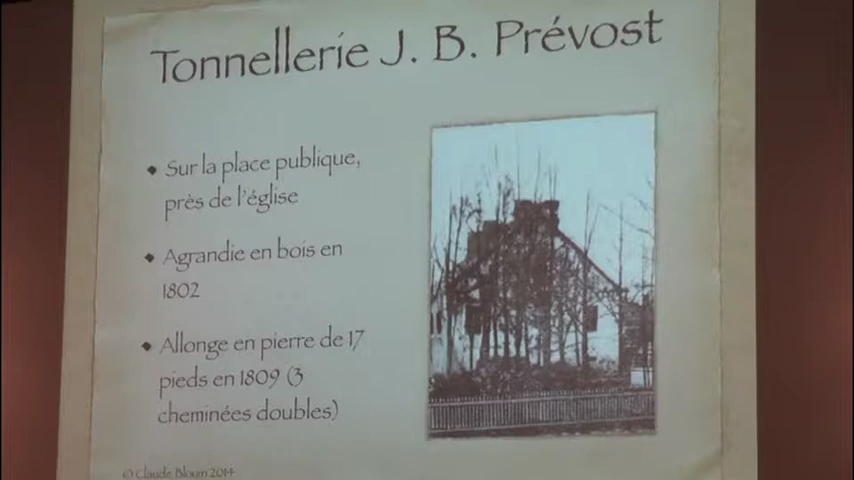 Tonnellerie J. B. Prévost
• Sur la place publique,
près de l'église
• Agrandie en bois en
1802
• Allonge en pierre de 17
pieds en 1809 (3
cheminées doubles)
© Claude Blouin 2014